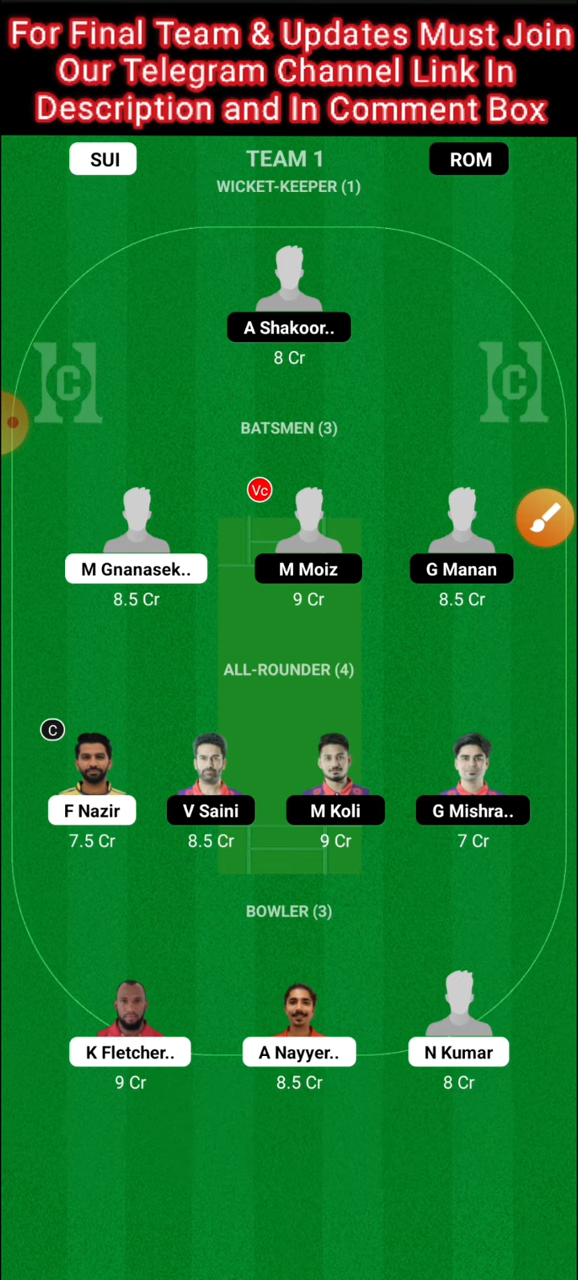 For Final Team & Updates Must Join
Our Telegram Channel Link In
Description and In Comment Box
SUI TEAM 1 ROM
WICKET-KEEPER (1)
A Shakoor..
8 Cr
C C
BATSMEN (3)
Vc
M Gnanasek.. M Moiz G Manan
8.5 Cr 9 Cr 8.5 Cr
ALL-ROUNDER (4)
C
F Nazir V Saini M Koli G Mishra..
7.5 Cr 8.5 Cr 9 Cr 7 Cr
BOWLER (3)
K Fletcher.. A Nayyer.. N Kumar
9 Cr 8.5 Cr 8 Cr